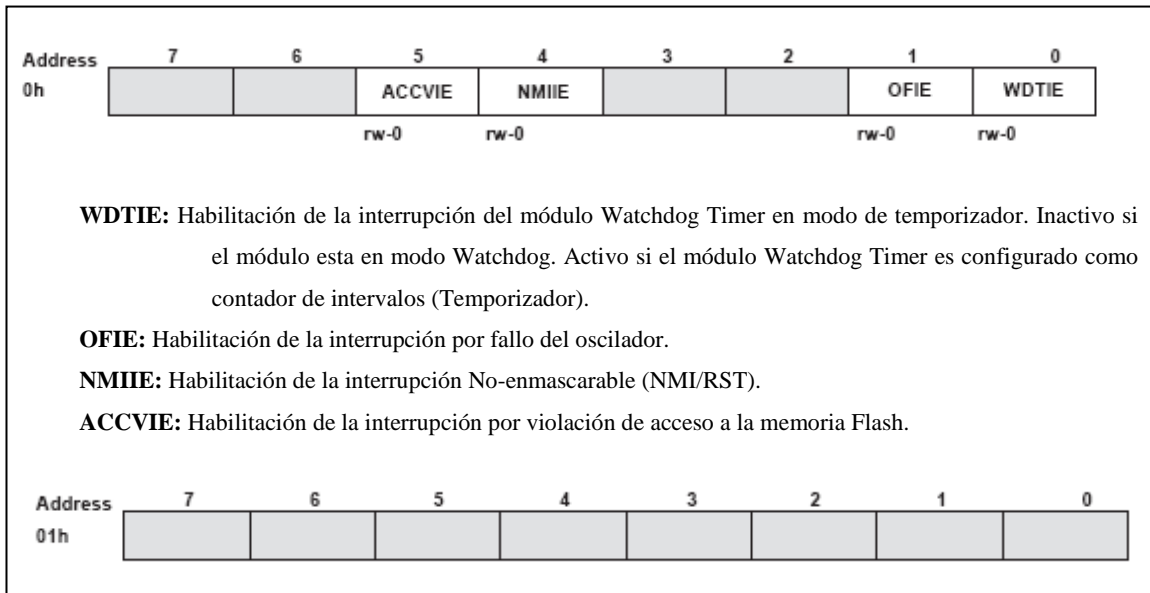 Address 7 6 5 4 3 2 1 0
0h ACCVIE NMIIE OFIE WDTIE
rw-0 rw-0 rw-0 rw-0
WDTIE: Habilitación de la interrupción del módulo Watchdog Timer en modo de temporizador. Inactivo si
el módulo esta en modo Watchdog. Activo si el módulo Watchdog Timer es configurado como
contador de intervalos (Temporizador).
OFIE: Habilitación de la interrupción por fallo del oscilador.
NMIIE: Habilitación de la interrupción No-enmascarable (NMI/RST).
ACCVIE: Habilitación de la interrupción por violación de acceso a la memoria Flash.
Address 7 6 5 4 3 2 1 0
01h